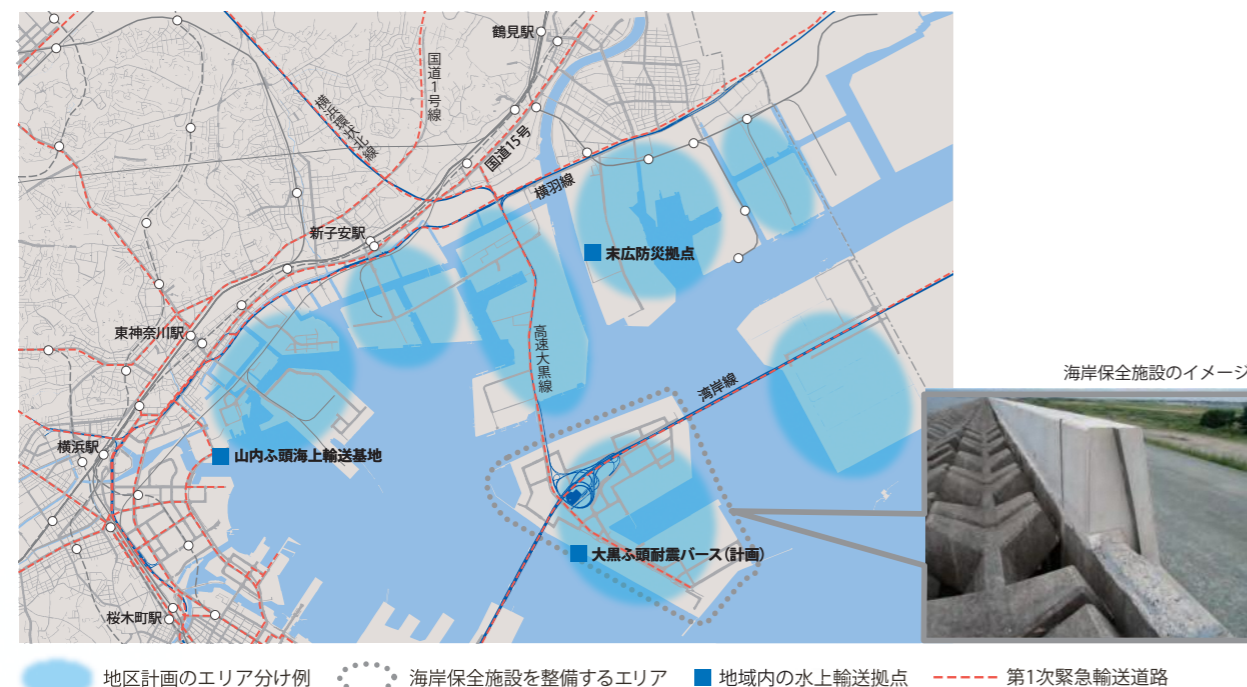 鶴見駅
国道1号線
横浜環状北線
国道15号
横羽線
新子安駅
末広防災拠点
東神奈川駅
高速大黒線
湾岸線
海岸保全施設のイメージ
横浜駅
山内ふ頭海上輸送基地
大黒ふ頭耐震バース(計画)
桜木町駅
地区計画のエリア分け例
海岸保全施設を整備するエリア
地域内の水上輸送拠点
第1次緊急輸送道路